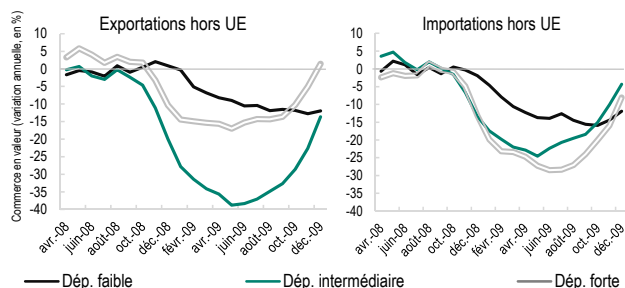 Exportations hors UE
Commerce en valeur (variation annuelle, en %)
10
5
0
-5
-10
-15
-20
-25
-30
-35
-40
avr.-08
juin-08
août-08
oct.-08
déc.-08
févr.-09
avr.-09
juin-09
août-09
oct.-09
déc.-09
Importations hors UE
10
5
0
-5
-10
-15
-20
-25
-30
-35
-40
avr.-08
juin-08
août-08
oct.-08
déc.-08
févr.-09
avr.-09
juin-09
août-09
oct.-09
déc.-09
Dép. faible
Dép. intermédiaire
Dép. forte